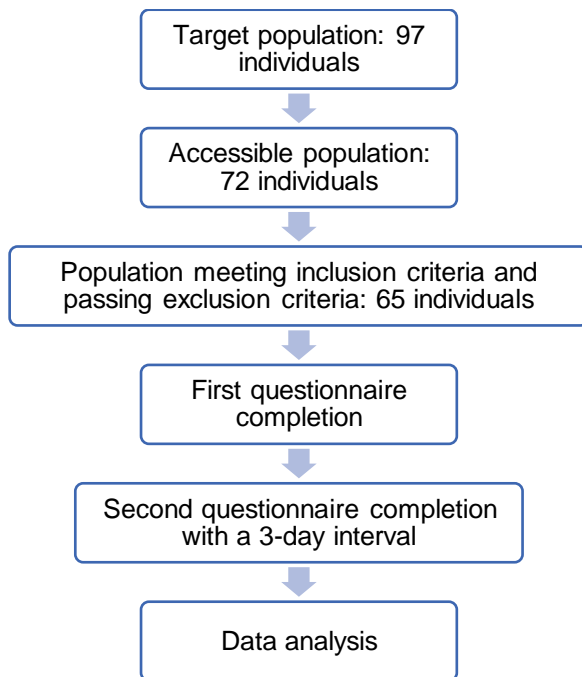 Target population: 97
individuals
Accessible population:
72 individuals
Population meeting inclusion criteria and
passing exclusion criteria: 65 individuals
First questionnaire
completion
Second questionnaire completion
with a 3-day interval
Data analysis